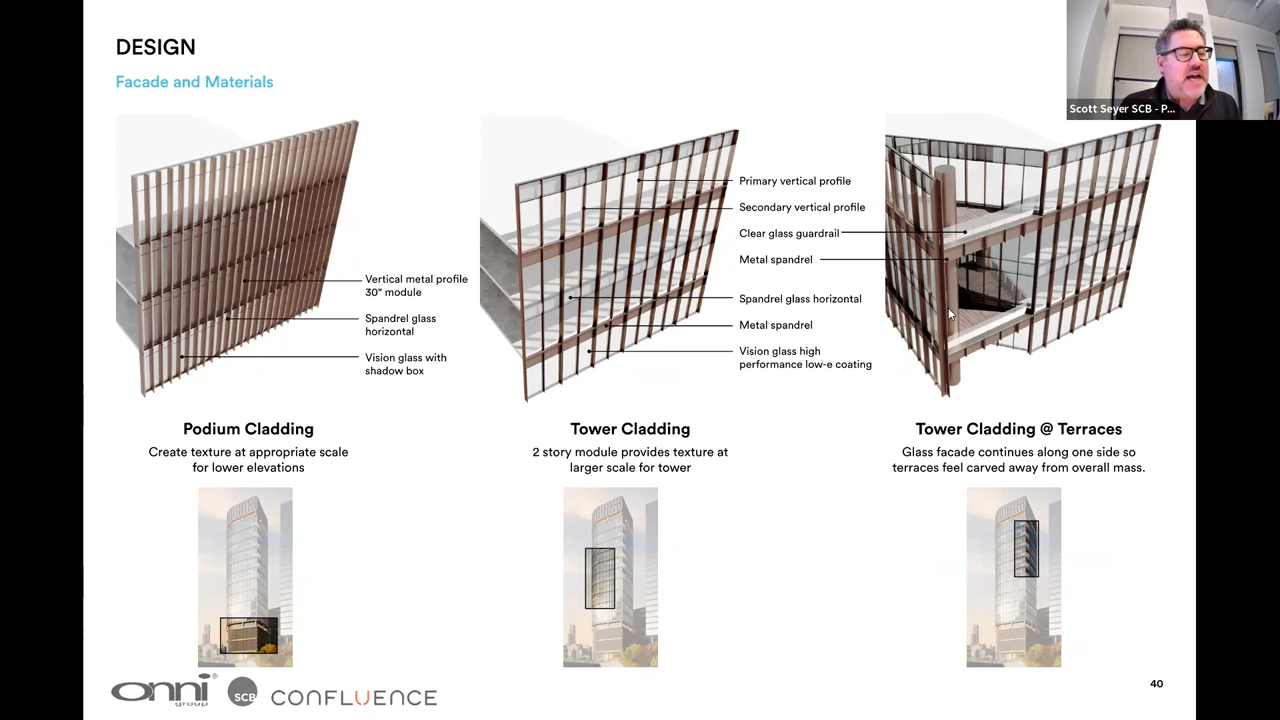 DESIGN
Facade and Materials
Scott Seyer SCB - P...
Vertical metal profile
30" module
Spandrel glass
horizontal
Vision glass with
shadow box
Primary vertical profile
Secondary vertical profile
Clear glass guardrail
Metal spandrel
Spandrel glass horizontal
Metal spandrel
Vision glass high
performance low-e coating
Podium Cladding
Create texture at appropriate scale
for lower elevations
Tower Cladding
2 story module provides texture at
larger scale for tower
Tower Cladding @ Terraces
Glass facade continues along one side so
terraces feel carved away from overall mass.
onni®
group
SCB
CONFLUENCE
40